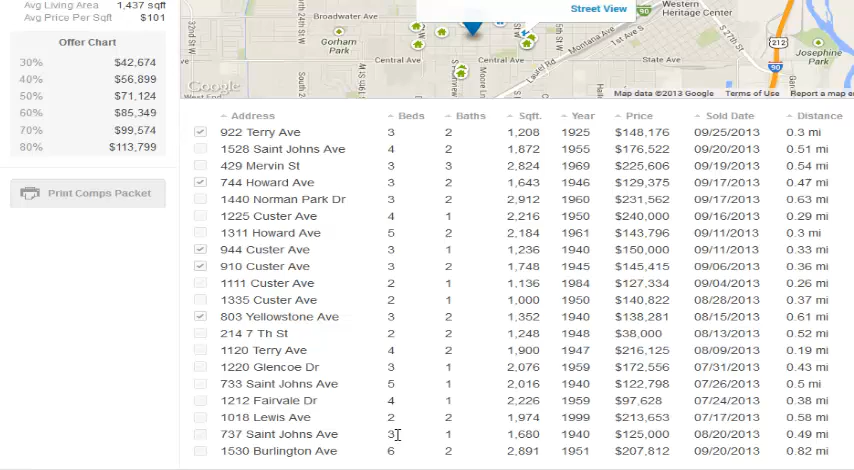 Avg Living Area 1,437 sqft
Avg Price Per Sqft $101
Offer Chart
30% $42,674
40% $56,899
50% $71,124
60% $85,349
70% $99,574
80% $113,799
Print Comps Packet
Street View
Western
Heritage Center
Broadwater Ave
Gorham
Park
Central Ave
Central Ave
Montana Ave
1st Ave S
State Ave
Laurel Rd
S 27th St
32nd St W
24th St W
Moore Ln
212
90
90
Josephine
Park
Google
Map data ©2013 Google Terms of Use Report a map e
Address Beds Baths Sqft. Year Price Sold Date Distance
922 Terry Ave 3 2 1,208 1925 $148,176 09/25/2013 0.3 mi
1528 Saint Johns Ave 4 2 1,872 1955 $176,522 09/20/2013 0.51 mi
429 Mervin St 3 3 2,824 1969 $225,606 09/19/2013 0.54 mi
744 Howard Ave 3 2 1,643 1946 $129,375 09/17/2013 0.47 mi
1440 Norman Park Dr 3 2 2,912 1960 $231,562 09/17/2013 0.63 mi
1225 Custer Ave 4 1 2,216 1950 $240,000 09/16/2013 0.29 mi
1311 Howard Ave 5 2 2,184 1961 $143,796 09/11/2013 0.3 mi
944 Custer Ave 3 1 1,236 1940 $150,000 09/11/2013 0.33 mi
910 Custer Ave 3 2 1,748 1945 $145,415 09/06/2013 0.36 mi
1111 Custer Ave 2 1 1,136 1984 $127,334 09/04/2013 0.26 mi
1335 Custer Ave 2 1 1,000 1950 $140,822 08/28/2013 0.37 mi
803 Yellowstone Ave 3 2 1,352 1940 $138,281 08/15/2013 0.61 mi
214 7 Th St 2 2 1,248 1948 $38,000 08/13/2013 0.52 mi
1120 Terry Ave 4 2 1,900 1947 $216,125 08/09/2013 0.19 mi
1220 Glencoe Dr 3 1 2,076 1959 $172,556 07/31/2013 0.43 mi
733 Saint Johns Ave 5 1 2,016 1940 $122,798 07/26/2013 0.5 mi
1212 Fairvale Dr 4 1 2,226 1959 $97,628 07/24/2013 0.38 mi
1018 Lewis Ave 2 2 1,974 1999 $213,653 07/17/2013 0.58 mi
737 Saint Johns Ave 3 1 1,680 1940 $125,000 08/20/2013 0.49 mi
1530 Burlington Ave 6 2 2,891 1951 $207,812 09/20/2013 0.82 mi